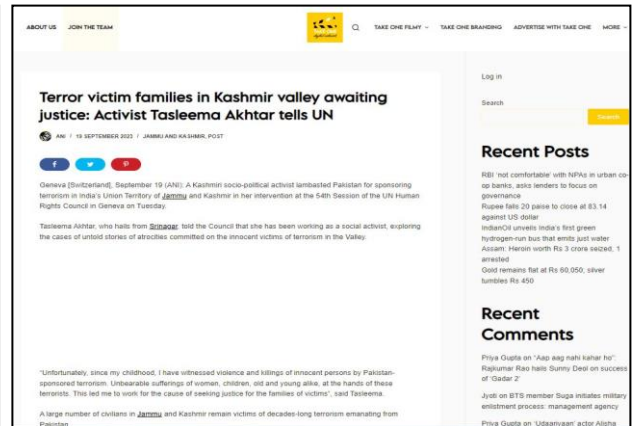 ABOUT US JOIN THE TEAM
TAKE ONE FILMY TAKE ONE BRANDING ADVERTISE WITH TAKE ONE MORE
Terror victim families in Kashmir valley awaiting
justice: Activist Tasleema Akhtar tells UN
ANI / 19 SEPTEMBER 2023 / JAMMU AND KASHMIR, POST
Geneva [Switzerland], September 19 (ANI): A Kashmiri socio-political activist lambasted Pakistan for sponsoring
terrorism in India's Union Territory of Jammu and Kashmir in her intervention at the 54th Session of the UN Human
Rights Council in Geneva on Tuesday.
Tasleema Akhtar, who hails from Srinagar, told the Council that she has been working as a social activist, exploring
the cases of untold stories of atrocities committed on the innocent victims of terrorism in the Valley.
"Unfortunately, since my childhood, I have witnessed violence and killings of innocent persons by Pakistan-
sponsored terrorism. Unbearable sufferings of women, children, old and young alike, at the hands of these
terrorists. This led me to work for the cause of seeking justice for the families of victims", said Tasleema.
A large number of civilians in Jammu and Kashmir remain victims of decades-long terrorism emanating from
Pakistan
Log in
Search
Search
Recent Posts
RBI 'not comfortable' with NPAs in urban co-
op banks, asks lenders to focus on
governance
Rupee falls 20 paise to close at 83.14
against US dollar
IndianOil unveils India's first green
hydrogen-run bus that emits just water
Assam: Heroin worth Rs 3 crore seized, 1
arrested
Gold remains flat at Rs 60,050; silver
tumbles Rs 450
Recent
Comments
Priya Gupta on "Aap aag nahi kahar ho":
Rajkumar Rao hails Sunny Deol on success
of 'Gadar 2'
Jyoti on BTS member Suga initiates military
enlistment process: management agency
Priya Gupta on 'Udaariyaan' actor Alisha